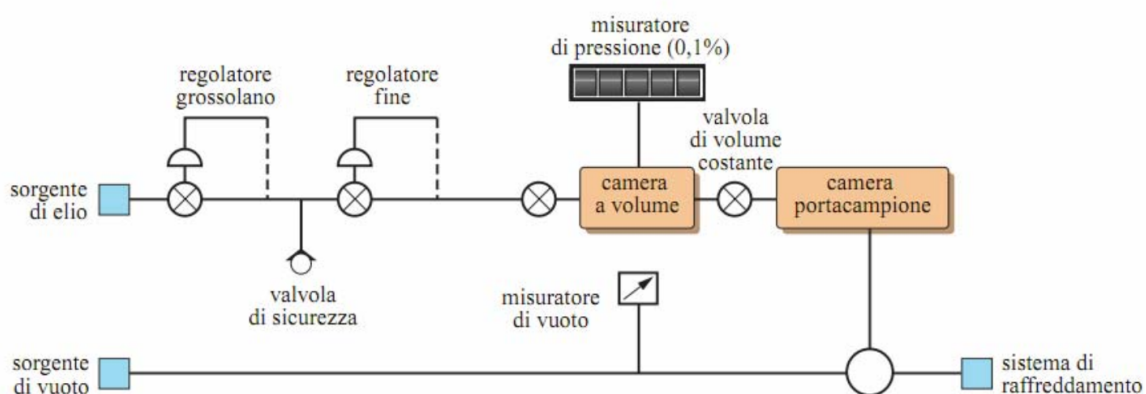 misuratore
di pressione (0,1%)
regolatore
grossolano
regolatore
fine
valvola
di volume
costante
sorgente
di elio
camera
a volume
camera
portacampione
valvola
di sicurezza
misuratore
di vuoto
sorgente
di vuoto
sistema di
raffreddamento